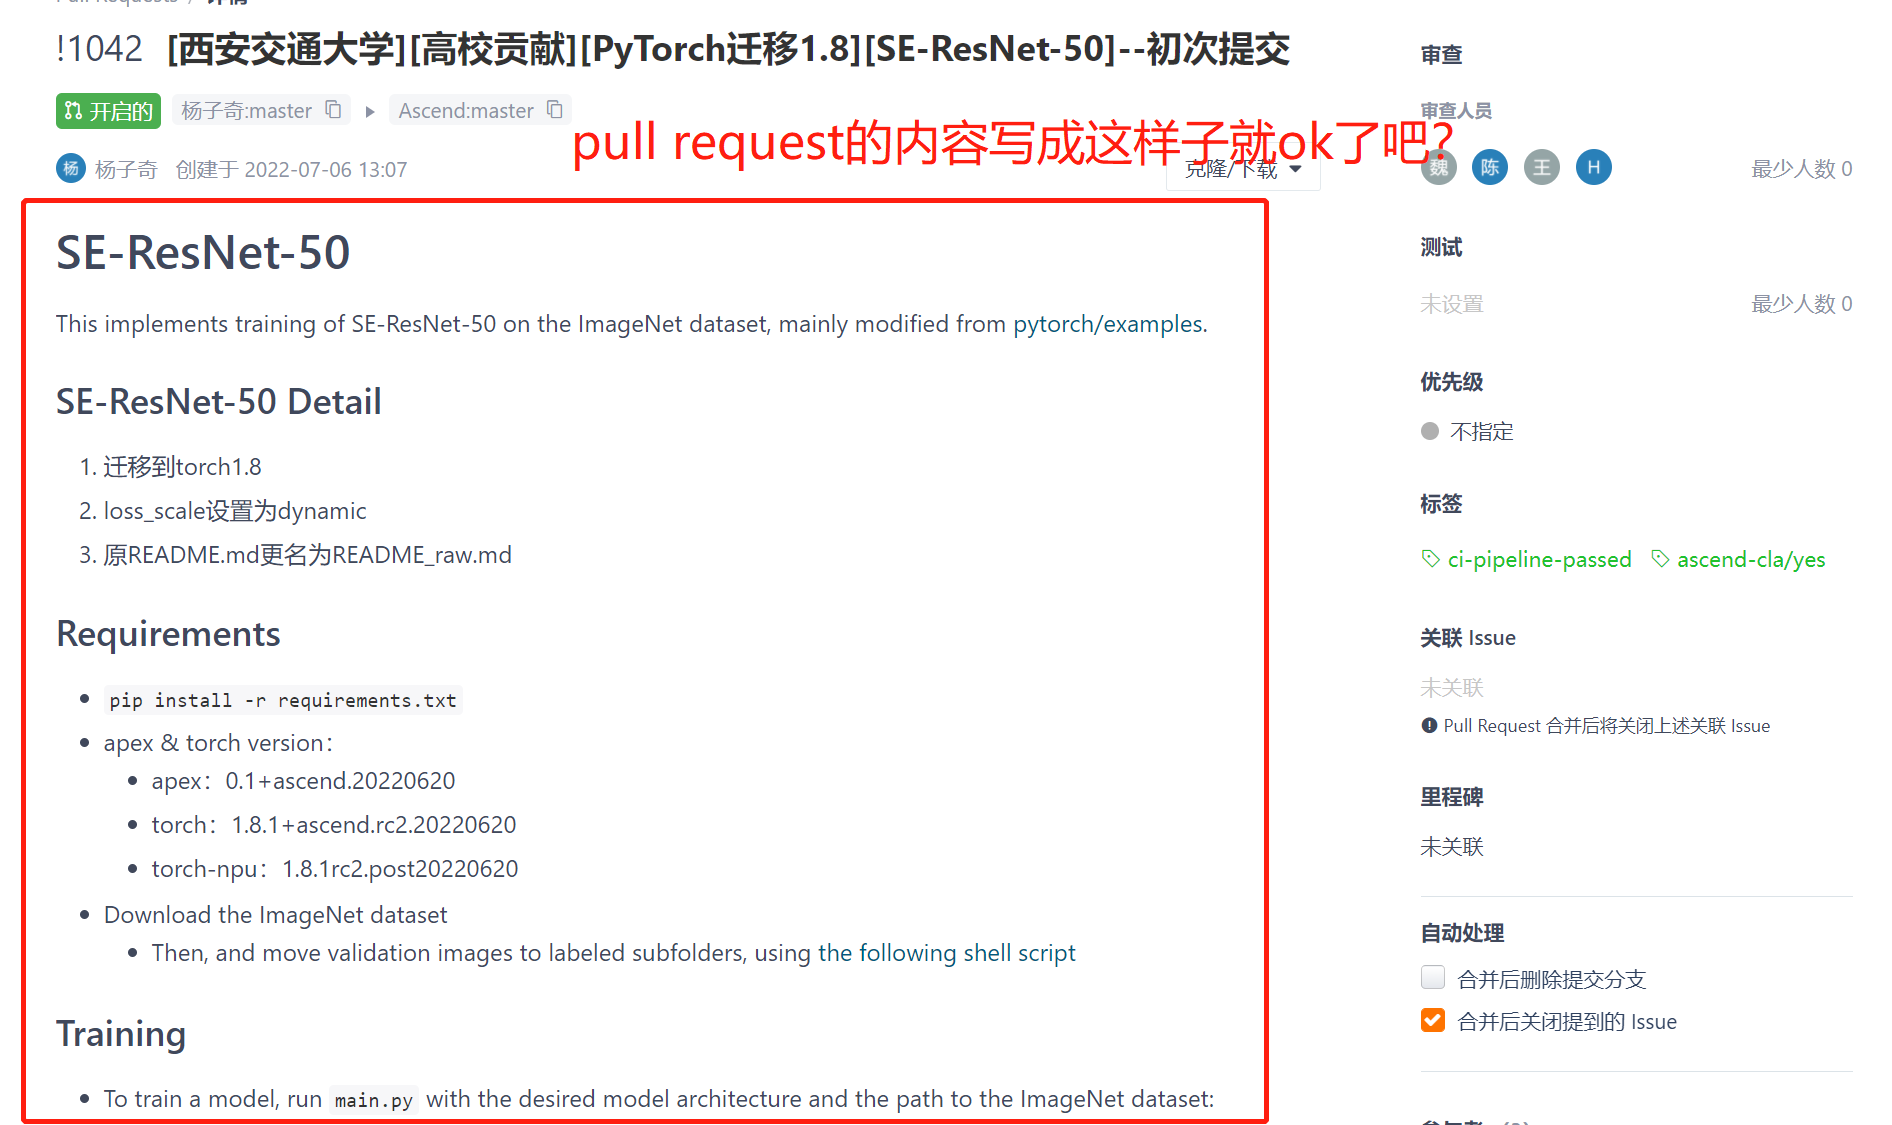 Pull Requests / 详情
!1042 [西安交通大学][高校贡献][PyTorch迁移1.8][SE-ResNet-50]--初次提交
开启的 杨子奇:master Ascend:master
pull request的内容写成这样子就ok了吧?
杨 杨子奇 创建于 2022-07-06 13:07
克隆/下载
SE-ResNet-50
This implements training of SE-ResNet-50 on the ImageNet dataset, mainly modified from pytorch/examples.
SE-ResNet-50 Detail
1. 迁移到torch1.8
2. loss_scale设置为dynamic
3. 原README.md更名为README_raw.md
Requirements
pip install -r requirements.txt
apex & torch version：
apex：0.1+ascend.20220620
torch：1.8.1+ascend.rc2.20220620
torch-npu：1.8.1rc2.post20220620
Download the ImageNet dataset
Then, and move validation images to labeled subfolders, using the following shell script
Training
To train a model, run main.py with the desired model architecture and the path to the ImageNet dataset:
审查
审查人员
魏 陈 王 H 最少人数 0
测试
未设置 最少人数 0
优先级
不指定
标签
ci-pipeline-passed ascend-cla/yes
关联 Issue
未关联
Pull Request 合并后将关闭上述关联 Issue
里程碑
未关联
自动处理
合并后删除提交分支
合并后关闭提到的 Issue